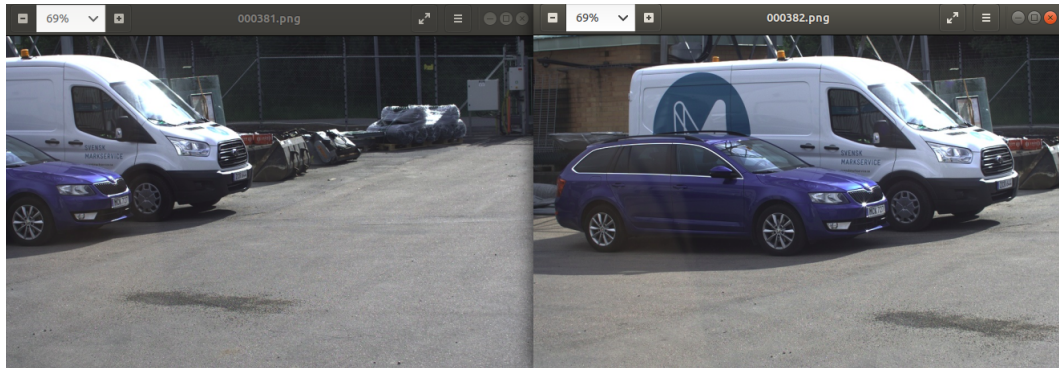 69%
000381.png
69%
000382.png
SVENSK
MARKSERVICE
SVENSK
MARKSERVICE